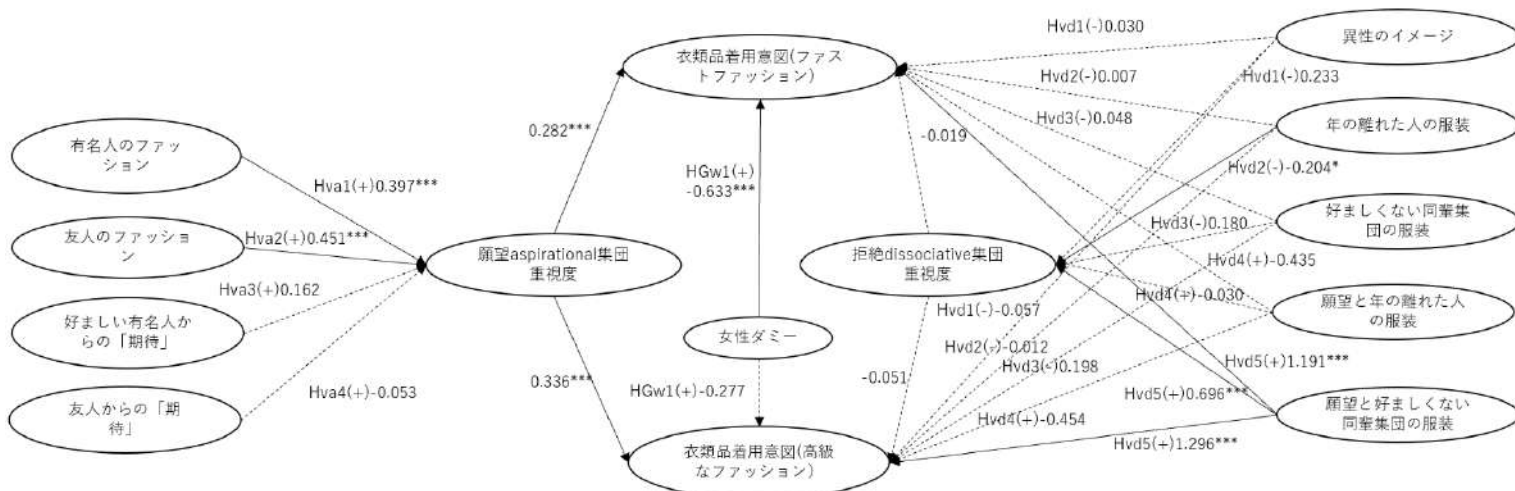 Hvd1(-)0.030
異性のイメージ
衣類品着用意図(ファス
トファッション)
Hvd2(-)0.007
Hvd1(-)0.233
Hvd3(-)0.048
年の離れた人の服装
0.282***
-0.019
有名人のファッ
ション
HGw1(+)
-0.633***
Hvd2(-)-0.204*
Hva1(+)0.397***
好ましくない同輩集
団の服装
Hvd3(-)0.180
友人のファッショ
ン
Hva2(+)0.451***
願望aspirational集団
重視度
拒絶dissociative集団
重視度
Hvd4(+)-0.435
Hva3(+)0.162
Hvd4(+)-0.030
願望と年の離れた人
の服装
Hvd1(-)-0.057
好ましい有名人か
らの「期待」
女性ダミー
Hvd2(-)-0.012
Hvd3(-)0.198
Hvd5(+)1.191***
0.336***
-0.051
Hva4(+)-0.053
HGw1(+)-0.277
Hvd5(+)0.696***
友人からの「期
待」
Hvd4(+)-0.454
願望と好ましくない
同輩集団の服装
Hvd5(+)1.296***
衣類品着用意図(高級
なファッション)